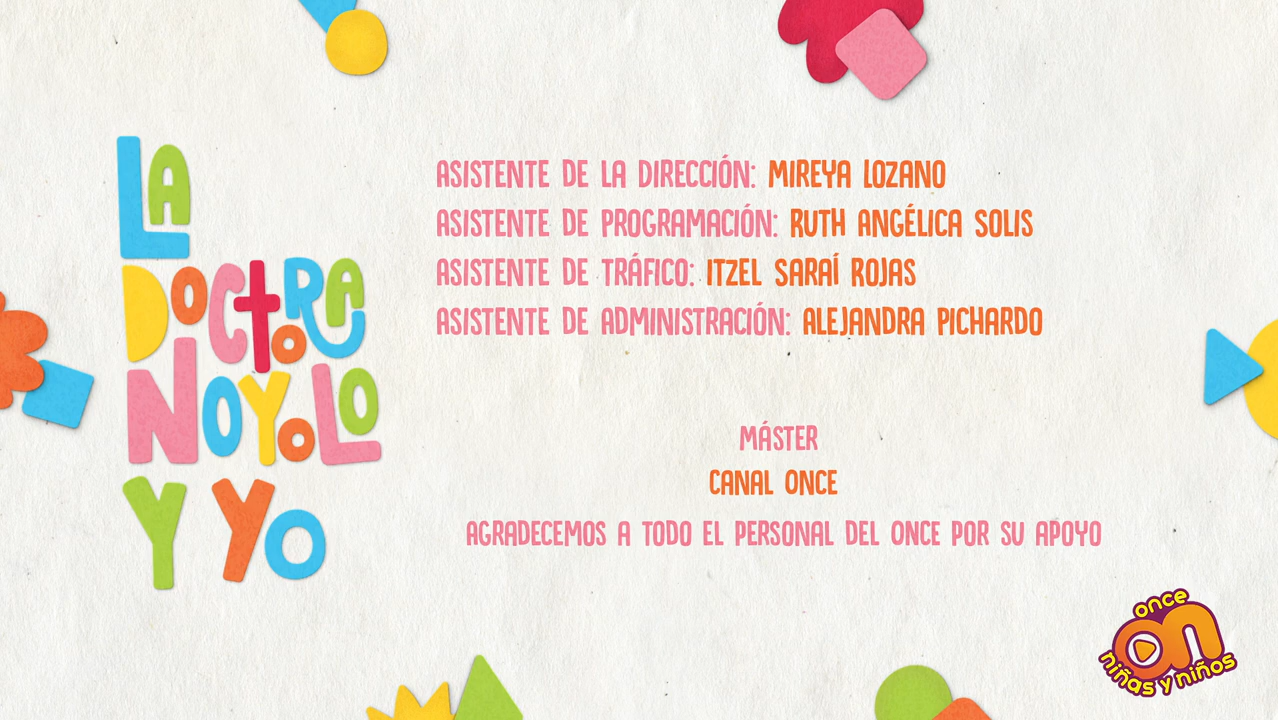 LA
DOCTORA
NOYOLO
Y YO
ASISTENTE DE LA DIRECCIÓN: MIREYA LOZANO
ASISTENTE DE PROGRAMACIÓN: RUTH ANGÉLICA SOLIS
ASISTENTE DE TRÁFICO: ITZEL SARAÍ ROJAS
ASISTENTE DE ADMINISTRACIÓN: ALEJANDRA PICHARDO
MÁSTER
CANAL ONCE
AGRADECEMOS A TODO EL PERSONAL DEL ONCE POR SU APOYO
once
on
niñas y niños